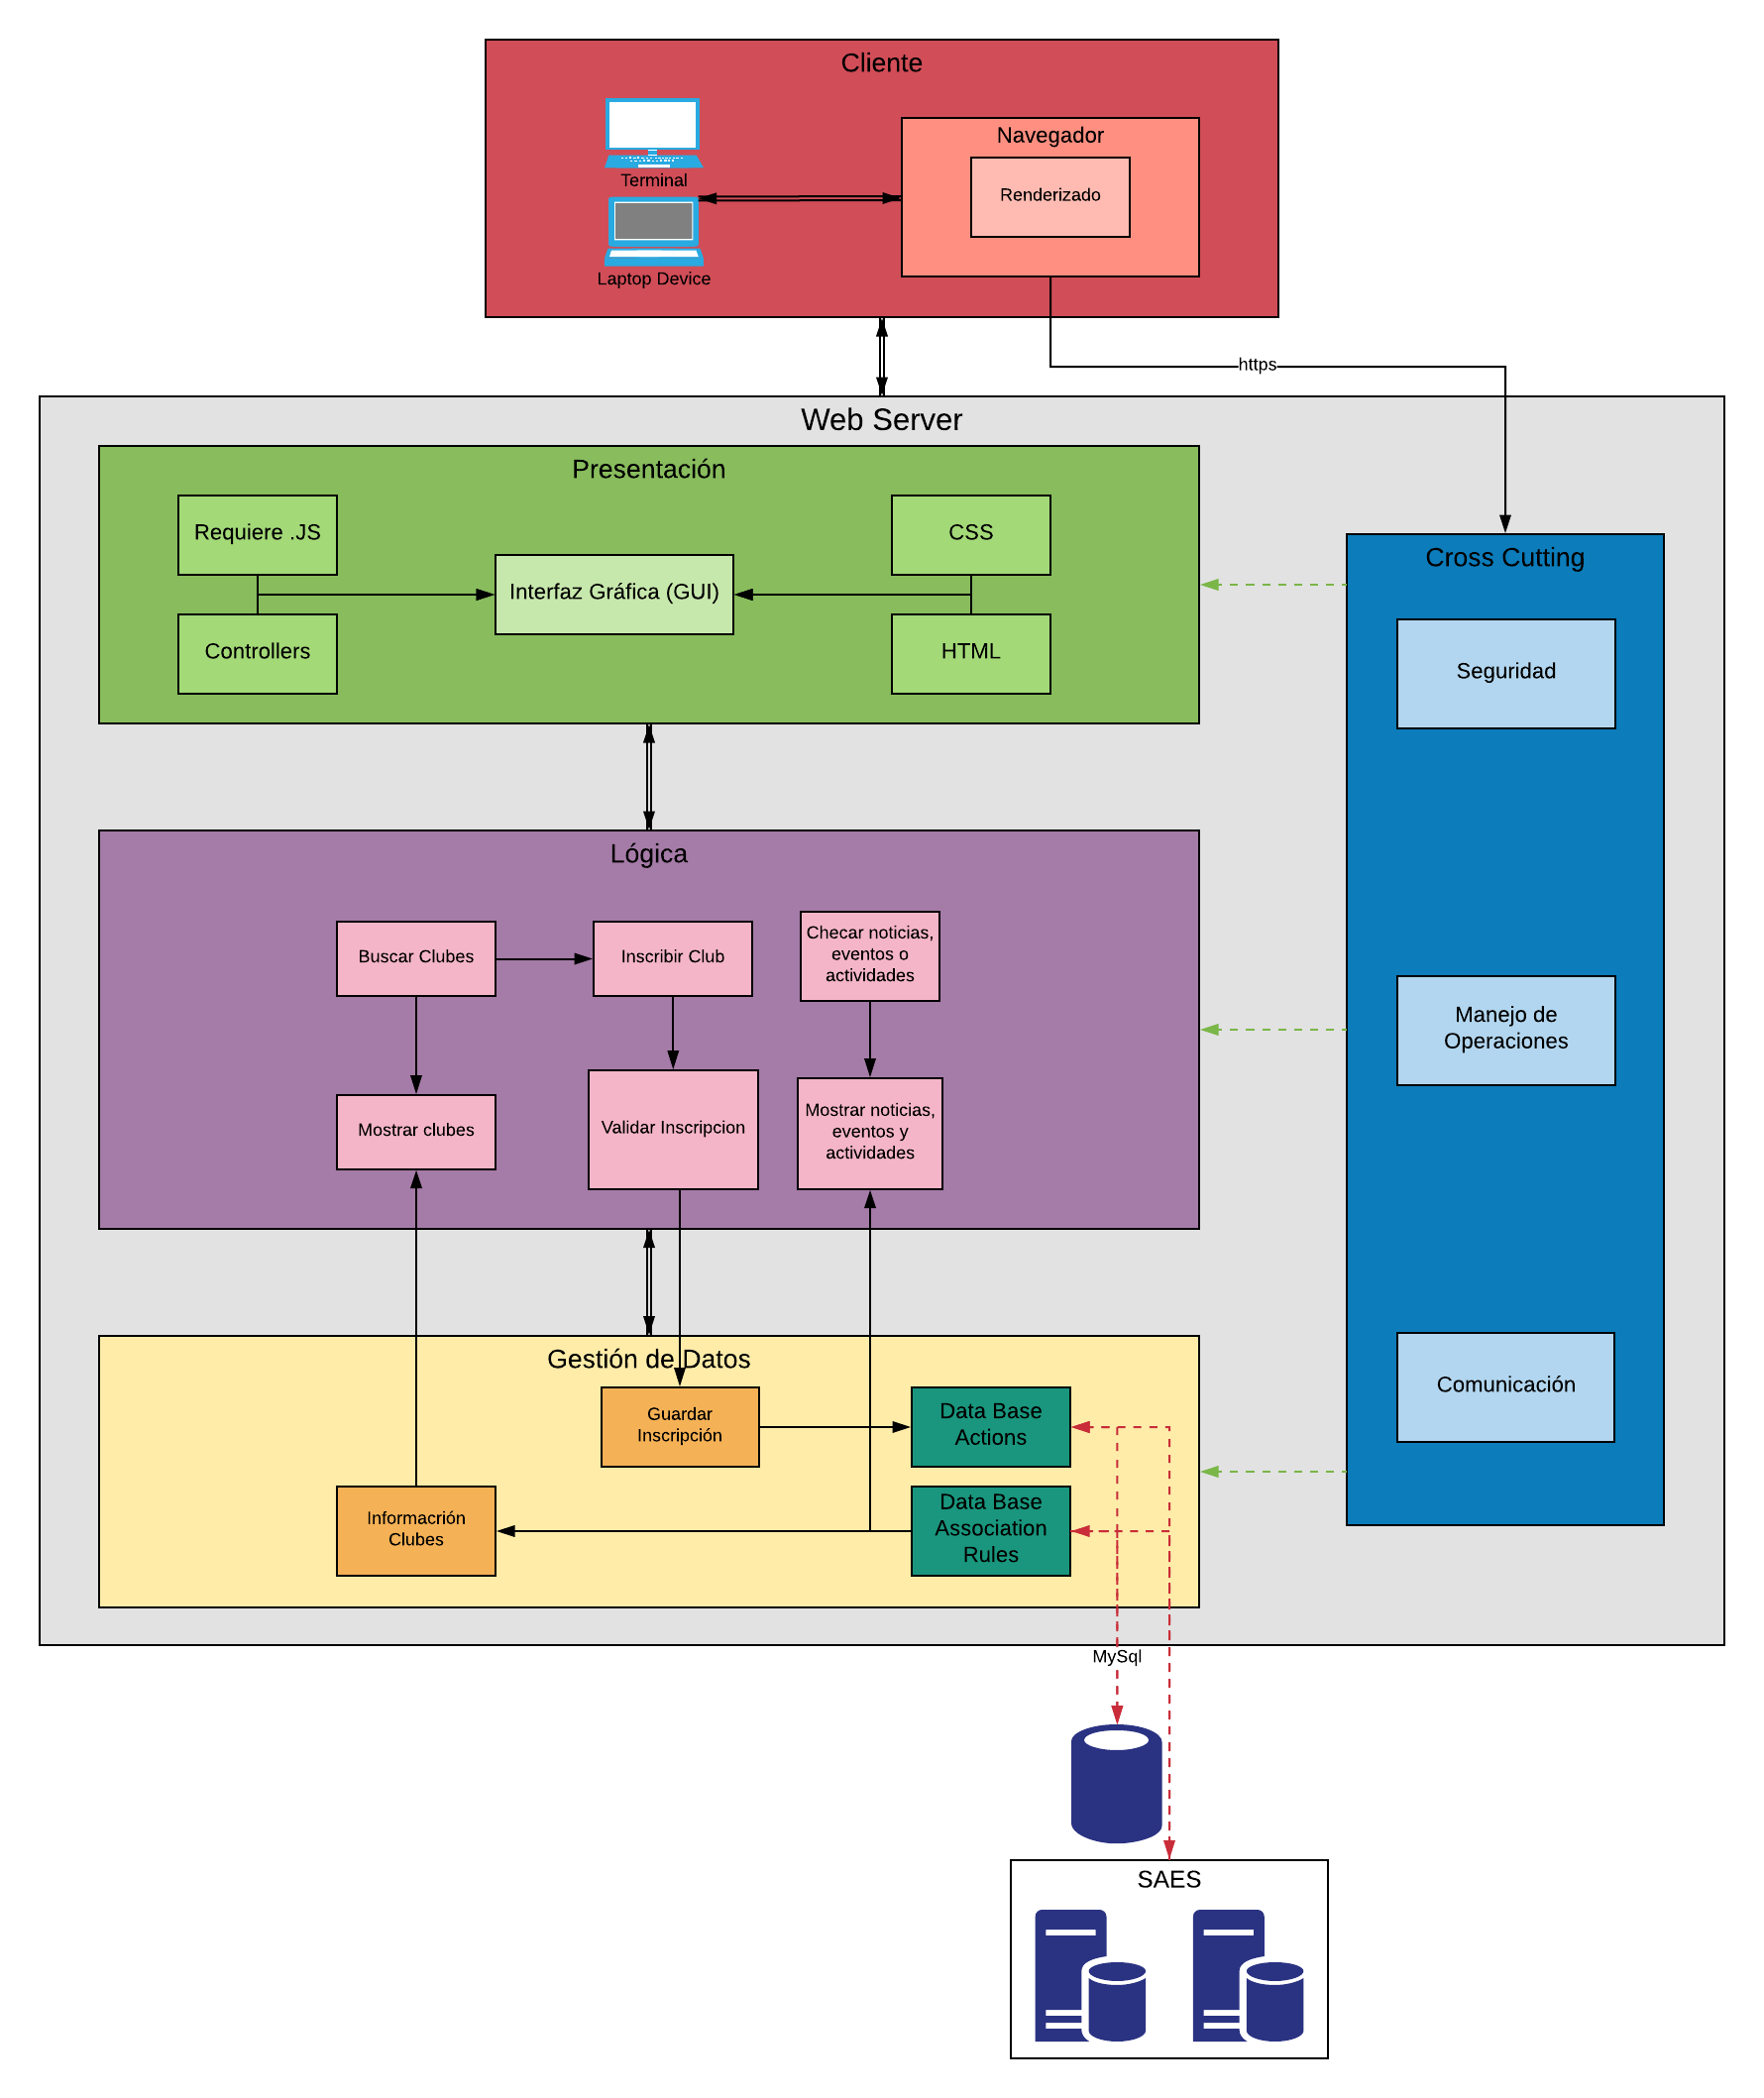 Cliente
Navegador
Renderizado
Terminal
Laptop Device
https
Web Server
Presentación
Requiere .JS
CSS
Interfaz Gráfica (GUI)
Controllers
HTML
Cross Cutting
Seguridad
Manejo de
Operaciones
Comunicación
Lógica
Buscar Clubes
Inscribir Club
Checar noticias,
eventos o
actividades
Mostrar clubes
Validar Inscripcion
Mostrar noticias,
eventos y
actividades
Gestión de Datos
Guardar
Inscripción
Data Base
Actions
Información
Clubes
Data Base
Association
Rules
MySql
SAES